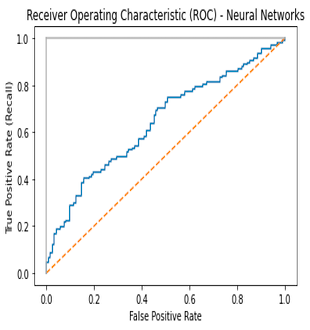 Receiver Operating Characteristic (ROC) - Neural Networks
True Positive Rate (Recall)
1.0
0.8
0.6
0.4
0.2
0.0
0.0 0.2 0.4 0.6 0.8 1.0
False Positive Rate